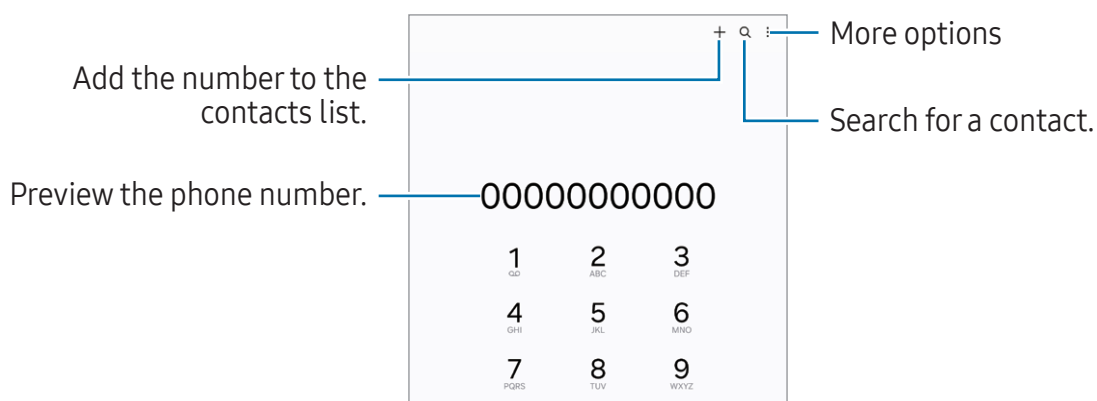 More options
Add the number to the
contacts list.
Search for a contact.
Preview the phone number.
00000000000
1 2 3
ABC DEF
4 5 6
GHI JKL MNO
7 8 9
PQRS TUV WXYZ